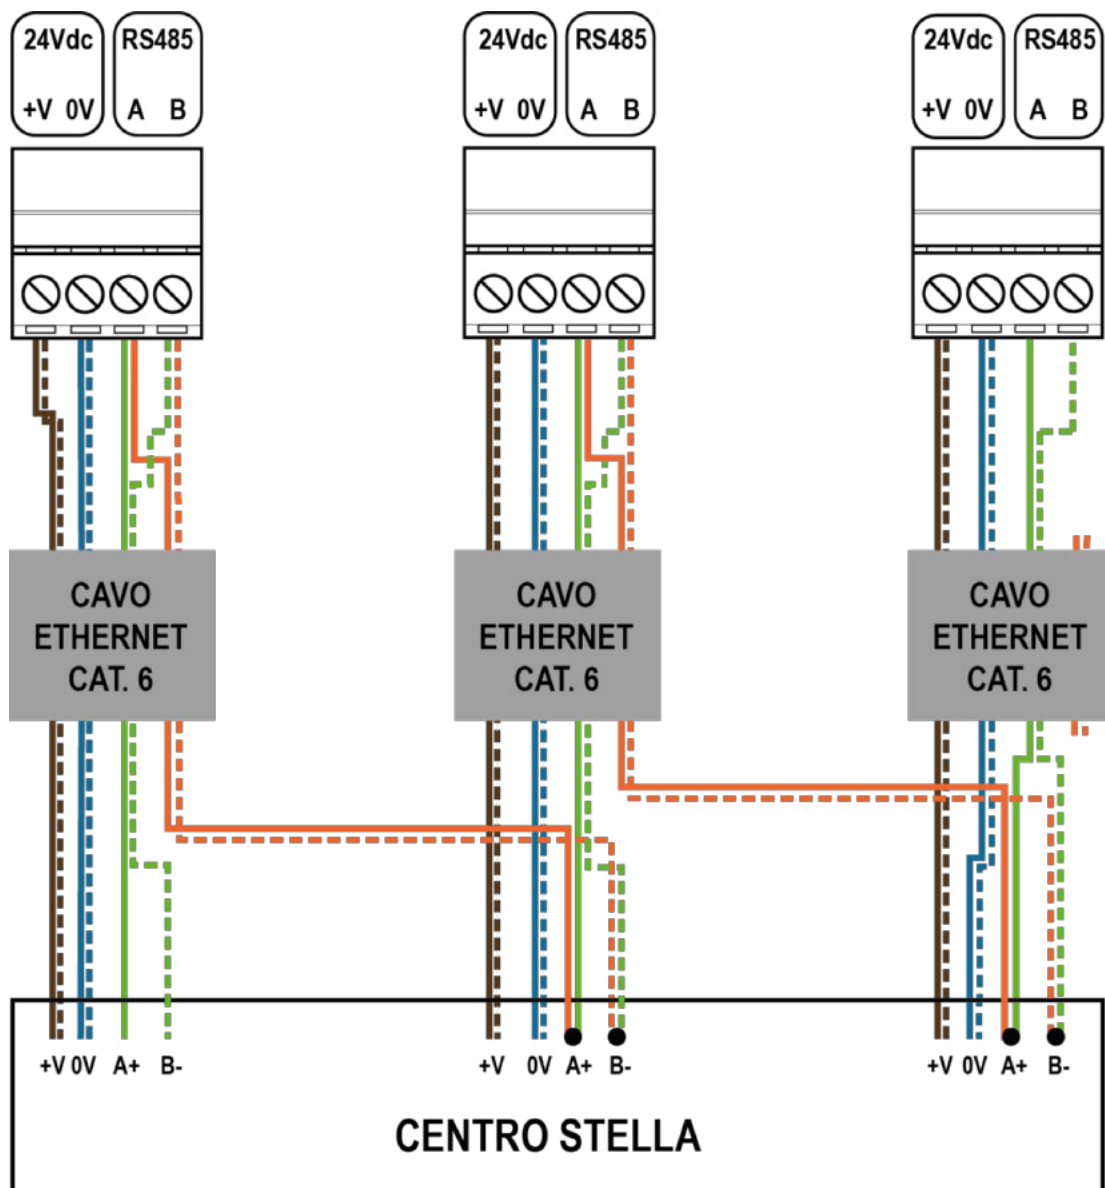 24Vdc RS485 24Vdc RS485 24Vdc RS485
+V 0V A B +V 0V A B +V 0V A B
CAVO CAVO CAVO
ETHERNET ETHERNET ETHERNET
CAT. 6 CAT. 6 CAT. 6
+V 0V A+ B- +V 0V A+ B- +V 0V A+ B-
CENTRO STELLA